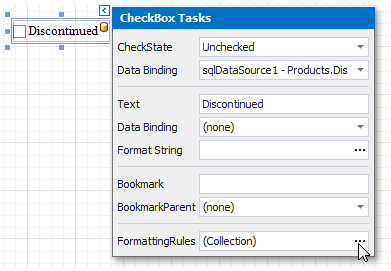 Discontinued
CheckBox Tasks
CheckState Unchecked
Data Binding sqlDataSource1 - Products.Dis
Text Discontinued
Data Binding (none)
Format String ...
Bookmark
BookmarkParent (none)
FormattingRules (Collection) ...